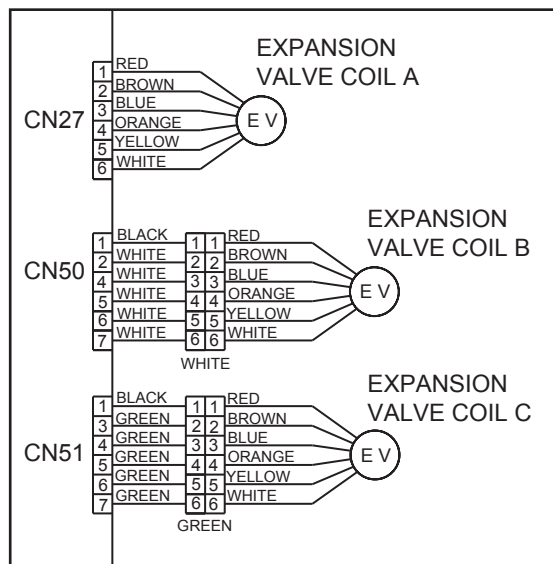 EXPANSION
VALVE COIL A
CN27
1 RED
2 BROWN
3 BLUE
4 ORANGE
5 YELLOW
6 WHITE
E V
EXPANSION
VALVE COIL B
CN50
1 BLACK 1 1 RED
2 WHITE 2 2 BROWN
4 WHITE 3 3 BLUE
5 WHITE 4 4 ORANGE
6 WHITE 5 5 YELLOW
7 WHITE 6 6 WHITE
WHITE
E V
EXPANSION
VALVE COIL C
CN51
1 BLACK 1 1 RED
3 GREEN 2 2 BROWN
4 GREEN 3 3 BLUE
5 GREEN 4 4 ORANGE
6 GREEN 5 5 YELLOW
7 GREEN 6 6 WHITE
GREEN
E V